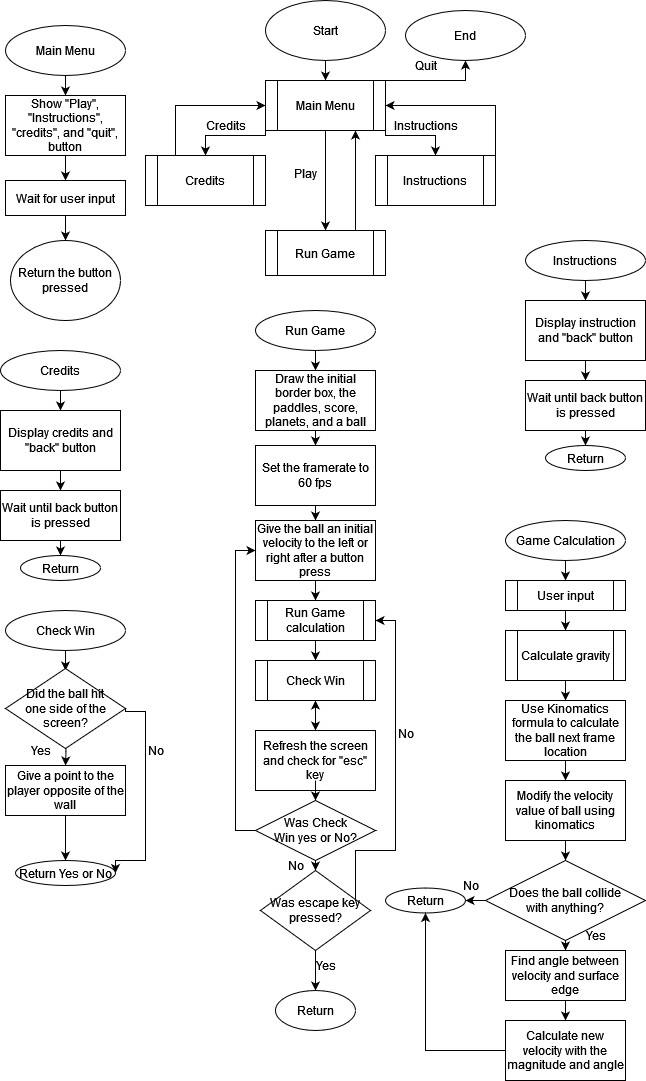 Main Menu
Show "Play",
"Instructions",
"credits", and "quit",
button
Wait for user input
Return the button
pressed
Start
End
Quit
Main Menu
Credits
Instructions
Credits
Instructions
Play
Run Game
Instructions
Display instruction
and "back" button
Wait until back button
is pressed
Return
Credits
Display credits and
"back" button
Wait until back button
is pressed
Return
Run Game
Draw the initial
border box, the
paddles, score,
planets, and a ball
Set the framerate to
60 fps
Give the ball an initial
velocity to the left or
right after a button
press
Run Game
calculation
Check Win
Refresh the screen
and check for "esc"
key
No
Was Check
Win yes or No?
No
Was escape key
pressed?
Yes
Return
Check Win
Did the ball hit
one side of the
screen?
Yes
No
Give a point to the
player opposite of the
wall
Return Yes or No
Game Calculation
User input
Calculate gravity
Use Kinomatics
formula to calculate
the ball next frame
location
Modify the velocity
value of ball using
kinomatics
Does the ball collide
with anything?
No
Return
Yes
Find angle between
velocity and surface
edge
Calculate new
velocity with the
magnitude and angle